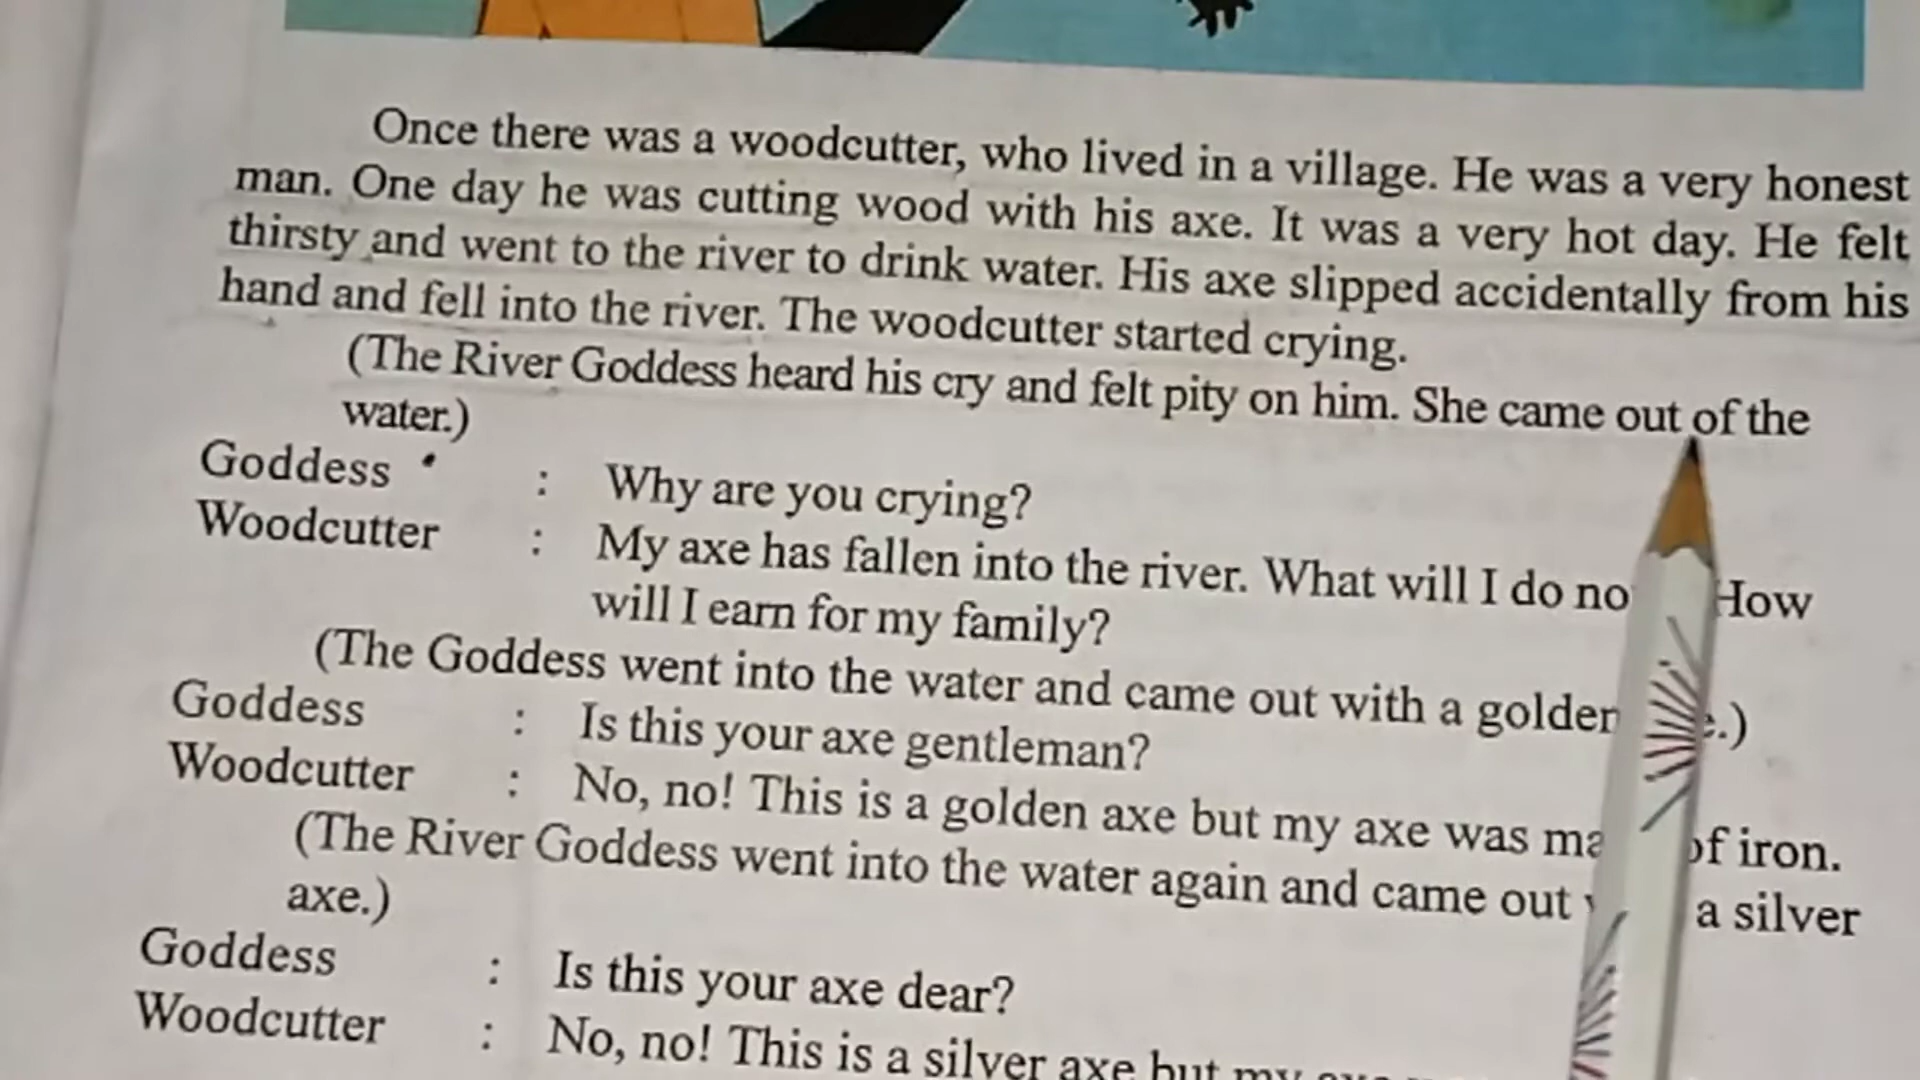 Once there was a woodcutter, who lived in a village. He was a very honest
man. One day he was cutting wood with his axe. It was a very hot day. He felt
thirsty and went to the river to drink water. His axe slipped accidentally from his
hand and fell into the river. The woodcutter started crying.
(The River Goddess heard his cry and felt pity on him. She came out of the
water.)
Goddess : Why are you crying?
Woodcutter : My axe has fallen into the river. What will I do How
will I earn for my family?
(The Goddess went into the water and came out with a golden
Goddess : Is this your axe gentleman?
Woodcutter : No, no! This is a golden axe but my axe was of iron.
(The River Goddess went into the water again and came out a silver
axe.)
Goddess : Is this your axe dear?
Woodcutter : No, no! This is a silver axe but my